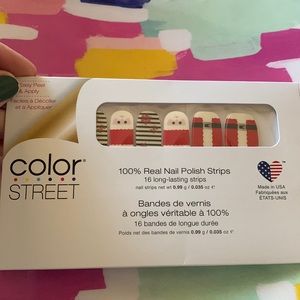 Easy Peel
& Apply
Faciles à Décoller
et à Appliquer
color
STREET
100% Real Nail Polish Strips
16 long-lasting strips
nail strips net wt 0.99 g / 0.035 oz ℮
Bandes de vernis
à ongles véritable à 100%
16 bandes de longue durée
Poids net des bandes de vernis 0.99 g / 0.035 oz ℮
Made in USA
Fabriquées aux
ÉTATS-UNIS